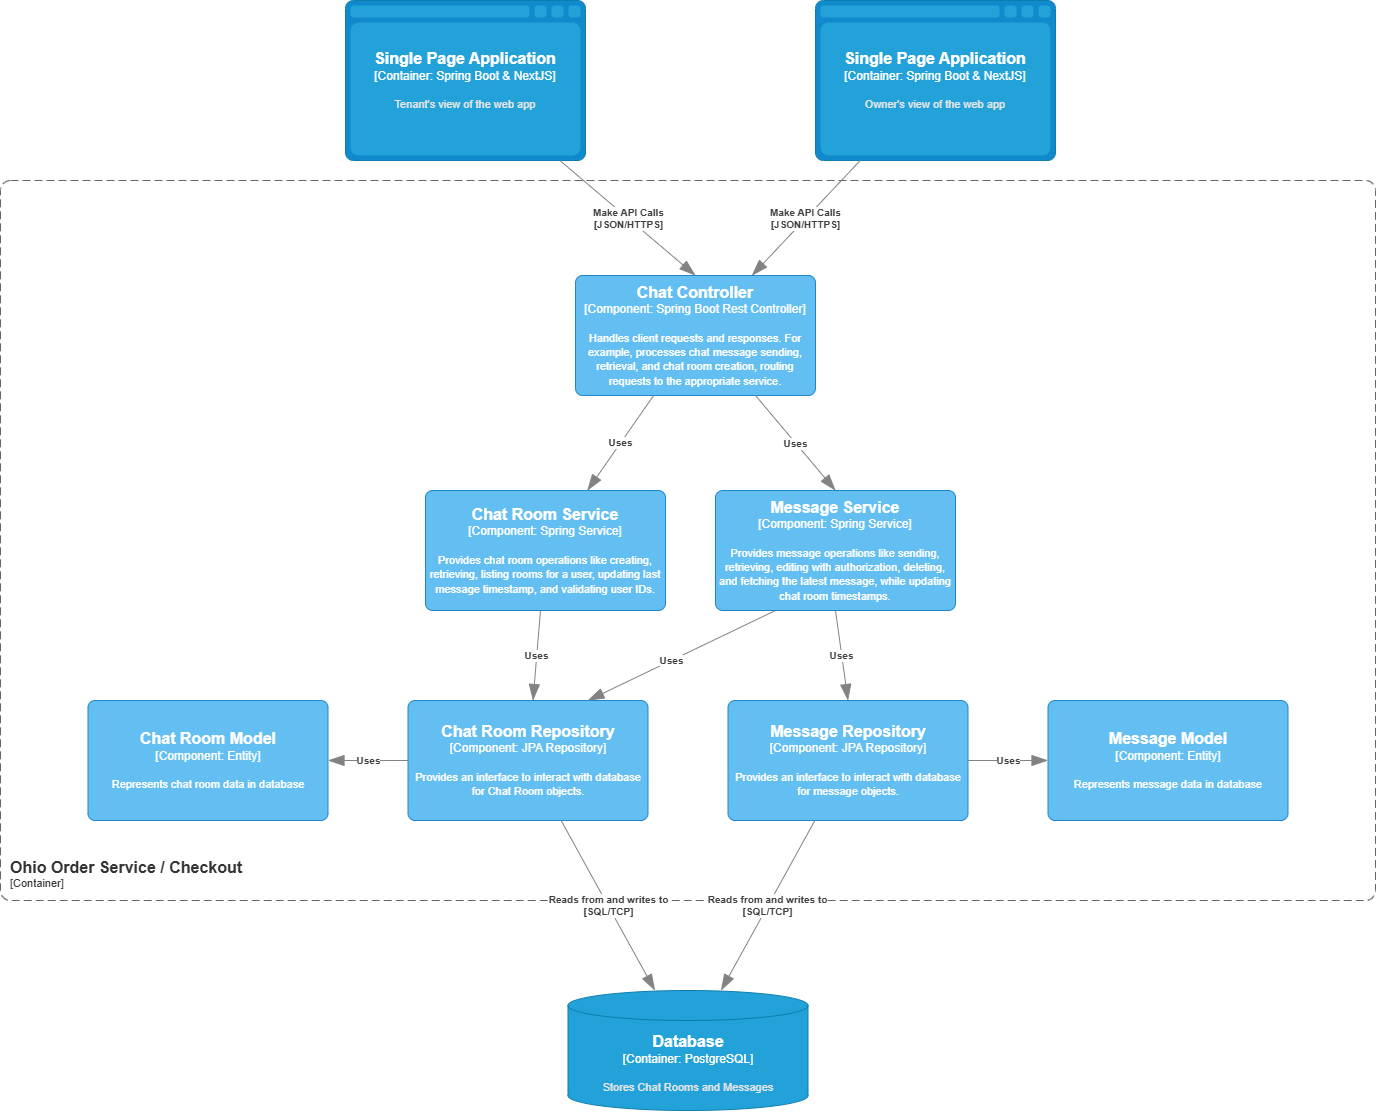 Single Page Application
[Container: Spring Boot & NextJS]
Tenant's view of the web app
Single Page Application
[Container: Spring Boot & NextJS]
Owner's view of the web app
Make API Calls
[JSON/HTTPS]
Make API Calls
[JSON/HTTPS]
Chat Controller
[Component: Spring Boot Rest Controller]
Handles client requests and responses. For
example, processes chat message sending,
retrieval, and chat room creation, routing
requests to the appropriate service.
Uses
Uses
Chat Room Service
[Component: Spring Service]
Provides chat room operations like creating,
retrieving, listing rooms for a user, updating last
message timestamp, and validating user IDs.
Message Service
[Component: Spring Service]
Provides message operations like sending,
retrieving, editing with authorization, deleting,
and fetching the latest message, while updating
chat room timestamps.
Uses
Uses
Uses
Chat Room Model
[Component: Entity]
Represents chat room data in database
Uses
Chat Room Repository
[Component: JPA Repository]
Provides an interface to interact with database
for Chat Room objects.
Message Repository
[Component: JPA Repository]
Provides an interface to interact with database
for message objects.
Uses
Message Model
[Component: Entity]
Represents message data in database
Ohio Order Service / Checkout
[Container]
Reads from and writes to
[SQL/TCP]
Reads from and writes to
[SQL/TCP]
Database
[Container: PostgreSQL]
Stores Chat Rooms and Messages